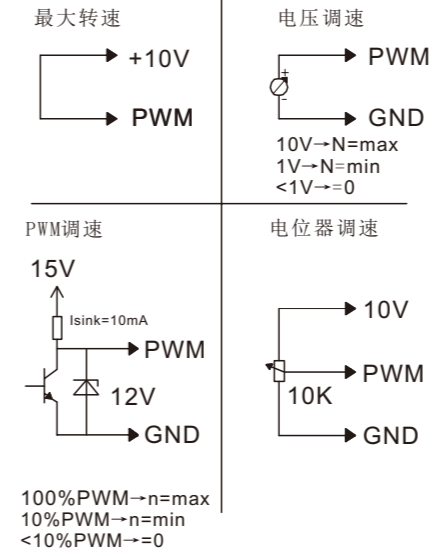 最大转速
+10V
PWM
电压调速
PWM
+
-
GND
10V→N=max
1V→N=min
<1V→=0
PWM调速
15V
Isink=10mA
PWM
12V
GND
100%PWM→n=max
10%PWM→n=min
<10%PWM→=0
电位器调速
10V
PWM
10K
GND